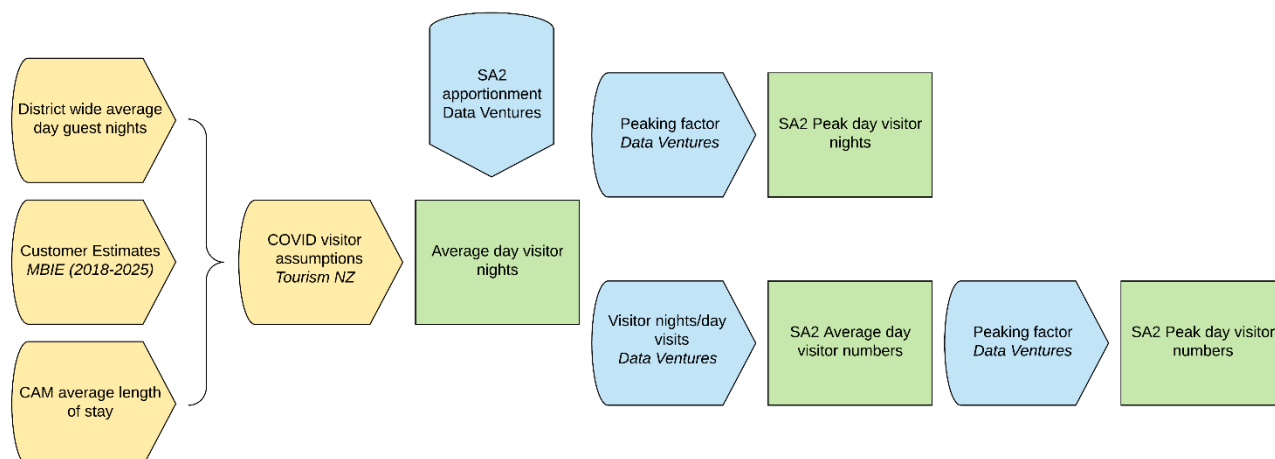 District wide average
day guest nights
Customer Estimates
MBIE (2018-2025)
CAM average length
of stay
COVID visitor
assumptions
Tourism NZ
SA2
apportionment
Data Ventures
Average day visitor
nights
Peaking factor
Data Ventures
SA2 Peak day visitor
nights
Visitor nights/day
visits
Data Ventures
SA2 Average day
visitor numbers
Peaking factor
Data Ventures
SA2 Peak day visitor
numbers